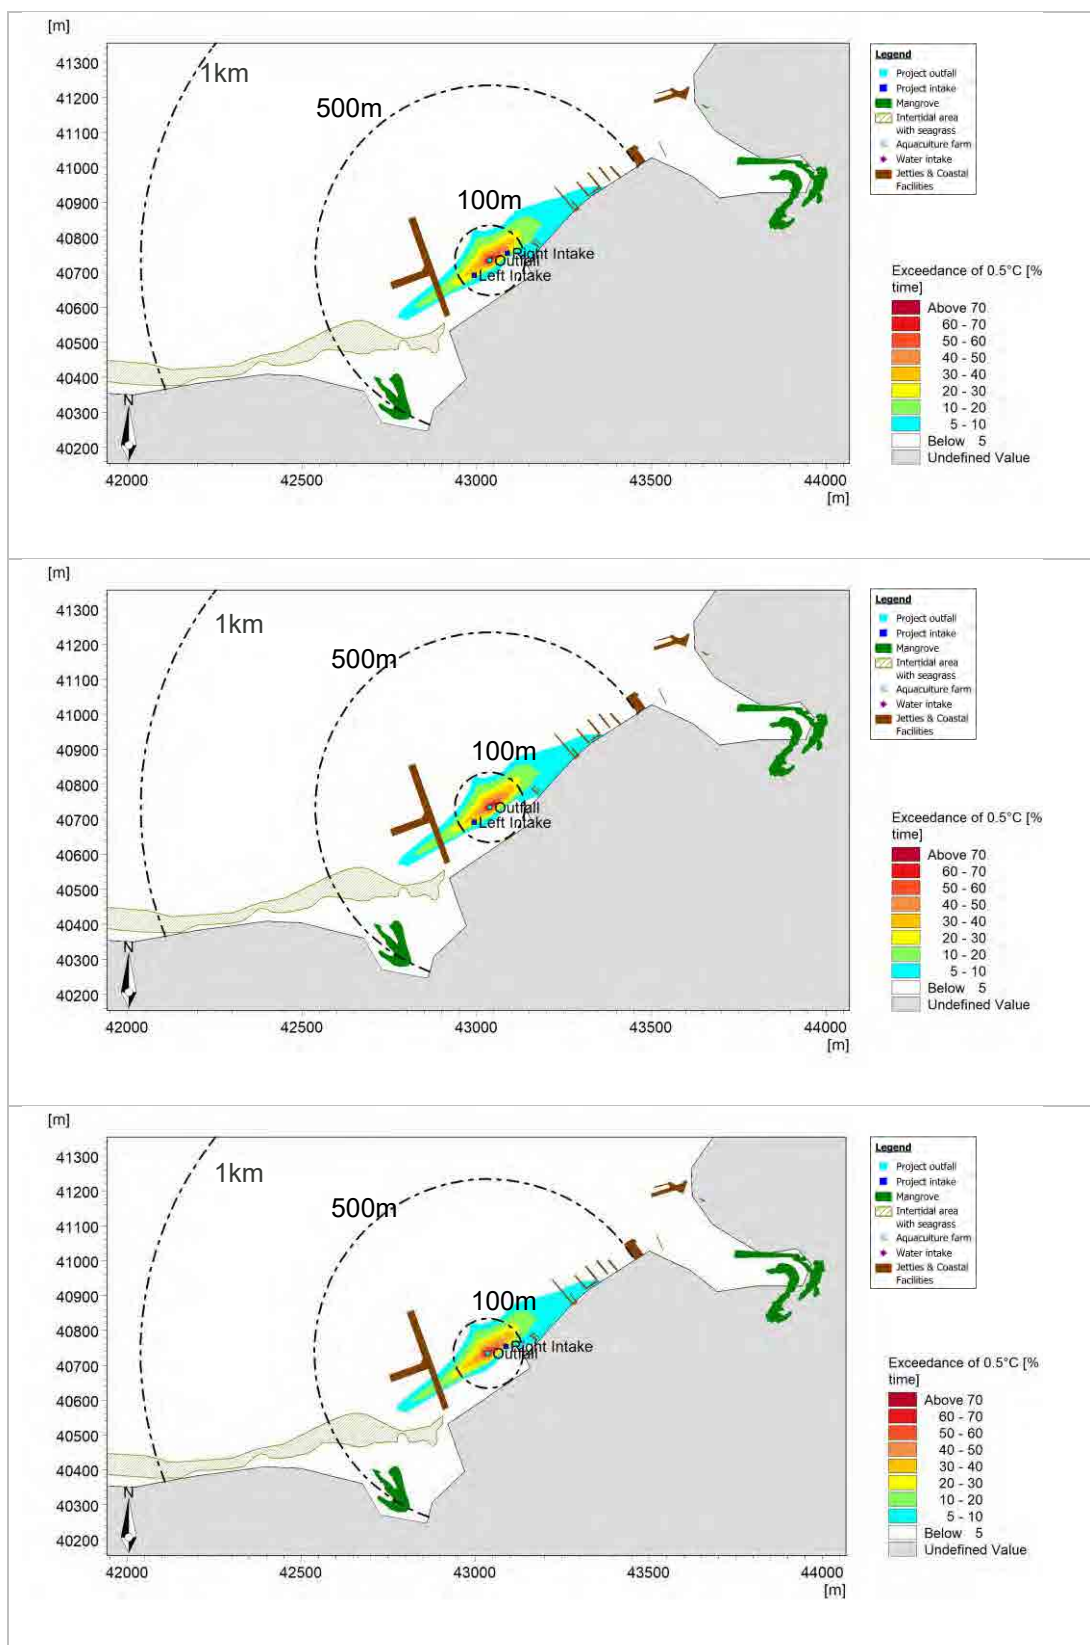 [m]
41300
41200
41100
41000
40900
40800
40700
40600
40500
40400
40300
40200
42000 42500 43000 43500 44000
[m]
1km
500m
100m
Right Intake
Outfall
Left Intake
N
Legend
Project outfall
Project intake
Mangrove
Intertidal area
with seagrass
Aquaculture farm
Water intake
Jetties & Coastal
Facilities
Exceedance of 0.5°C [%
time]
Above 70
60 - 70
50 - 60
40 - 50
30 - 40
20 - 30
10 - 20
5 - 10
Below 5
Undefined Value
[m]
41300
41200
41100
41000
40900
40800
40700
40600
40500
40400
40300
40200
42000 42500 43000 43500 44000
[m]
1km
500m
100m
Outfall
Left Intake
N
Legend
Project outfall
Project intake
Mangrove
Intertidal area
with seagrass
Aquaculture farm
Water intake
Jetties & Coastal
Facilities
Exceedance of 0.5°C [%
time]
Above 70
60 - 70
50 - 60
40 - 50
30 - 40
20 - 30
10 - 20
5 - 10
Below 5
Undefined Value
[m]
41300
41200
41100
41000
40900
40800
40700
40600
40500
40400
40300
40200
42000 42500 43000 43500 44000
[m]
1km
500m
100m
Right Intake
Outfall
N
Legend
Project outfall
Project intake
Mangrove
Intertidal area
with seagrass
Aquaculture farm
Water intake
Jetties & Coastal
Facilities
Exceedance of 0.5°C [%
time]
Above 70
60 - 70
50 - 60
40 - 50
30 - 40
20 - 30
10 - 20
5 - 10
Below 5
Undefined Value